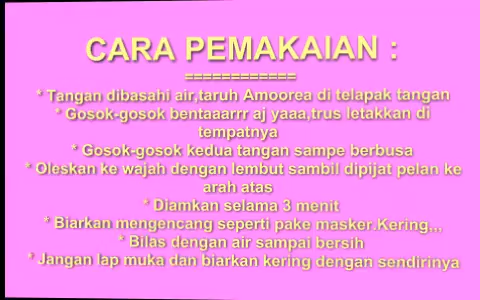 CARA PEMAKAIAN :
============
* Tangan dibasahi air,taruh Amoorea di telapak tangan
* Gosok-gosok bentaaarrr aj yaaa,trus letakkan di
tempatnya
* Gosok-gosok kedua tangan sampe berbusa
* Oleskan ke wajah dengan lembut sambil dipijat pelan ke
arah atas
* Diamkan selama 3 menit
* Biarkan mengencang seperti pake masker.Kering,,,
* Bilas dengan air sampai bersih
* Jangan lap muka dan biarkan kering dengan sendirinya